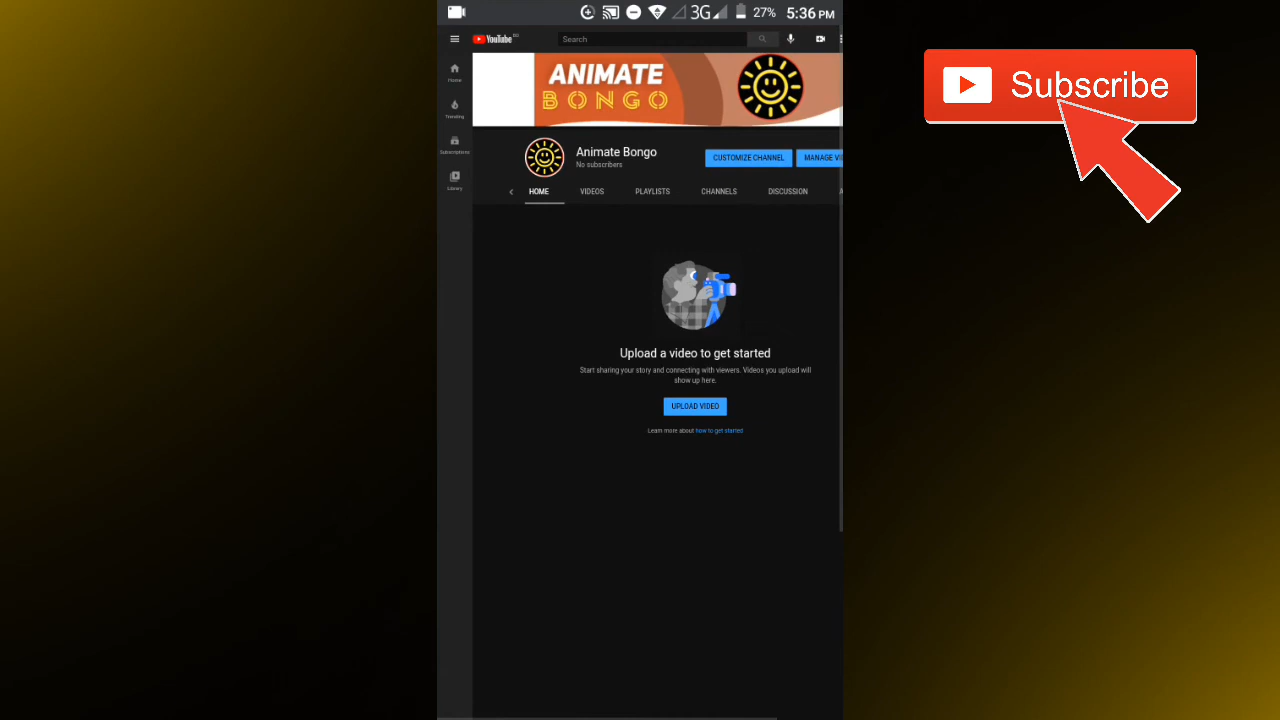 3G 27% 5:36 PM
YouTube
Search
Subscribe
Home
Trending
Subscriptions
Library
ANIMATE
BONGO
Animate Bongo
No subscribers
CUSTOMIZE CHANNEL
MANAGE VI
HOME VIDEOS PLAYLISTS CHANNELS DISCUSSION
Upload a video to get started
Start sharing your story and connecting with viewers. Videos you upload will
show up here.
UPLOAD VIDEO
Learn more about how to get started